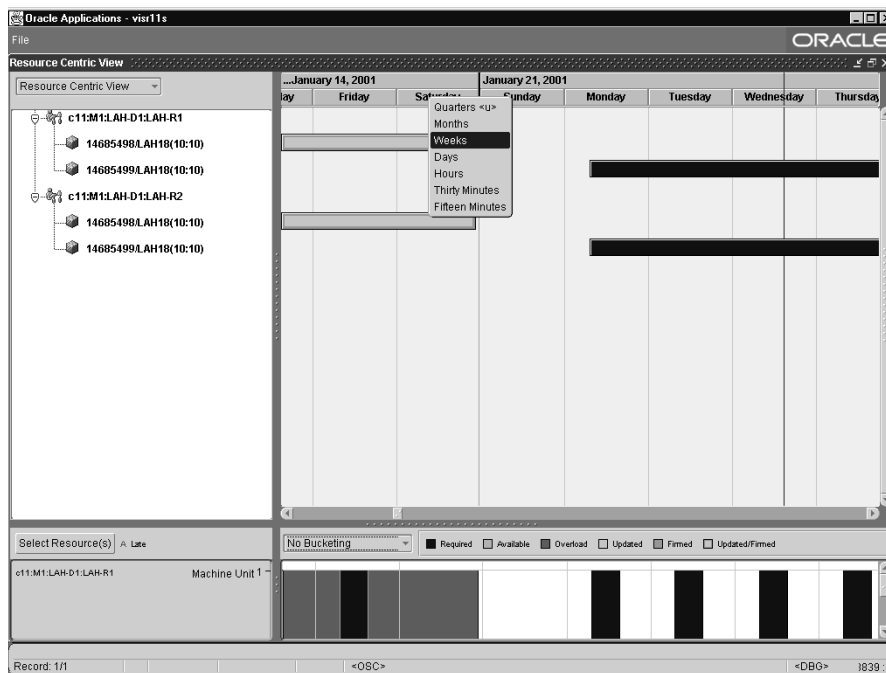 Oracle Applications - visr11s
File
ORACLE
Resource Centric View
Resource Centric View
...January 14, 2001 January 21, 2001
lay Friday Saturday Sunday Monday Tuesday Wednesday Thursday
Quarters <u>
Months
Weeks
Days
Hours
Thirty Minutes
Fifteen Minutes
c11:M1:LAH-D1:LAH-R1
14685498/LAH18(10:10)
14685499/LAH18(10:10)
c11:M1:LAH-D1:LAH-R2
14685498/LAH18(10:10)
14685499/LAH18(10:10)
Select Resource(s) A Late
No Bucketing Required Available Overload Updated Firmed Updated/Firmed
c11:M1:LAH-D1:LAH-R1 Machine Unit 1
Record: 1/1 <OSC> <DBG> 3839 :